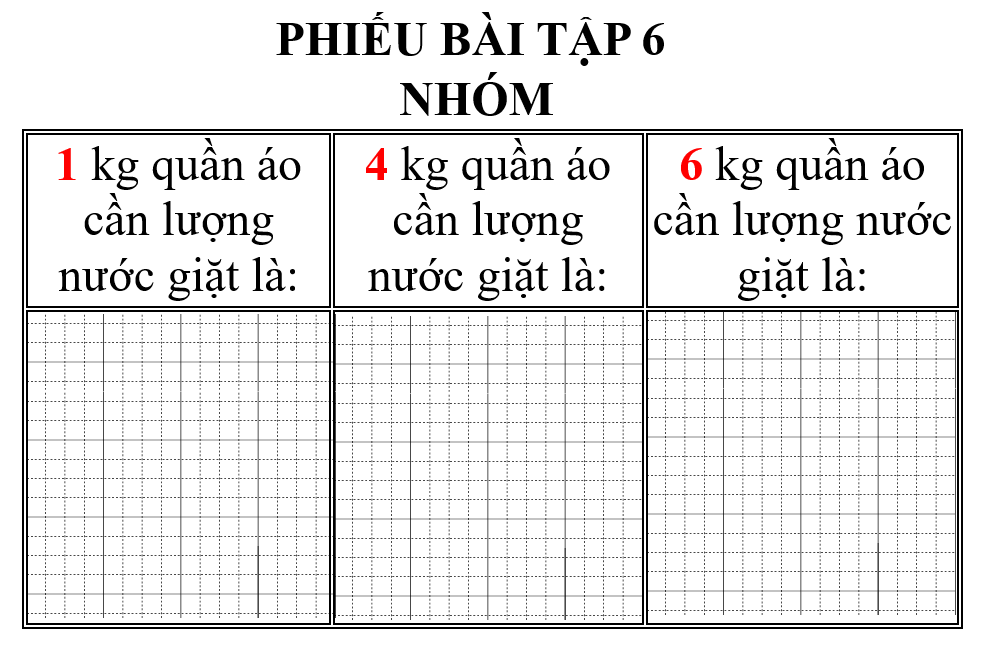 PHIẾU BÀI TẬP 6
NHÓM
1 kg quần áo
cần lượng
nước giặt là:
4 kg quần áo
cần lượng
nước giặt là:
6 kg quần áo
cần lượng nước
giặt là: